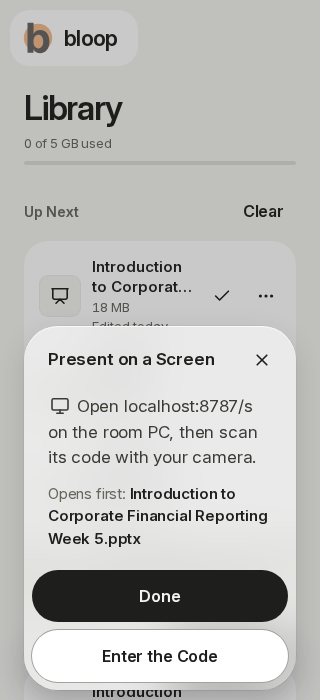 bloop
Library
0 of 5 GB used
Up Next
Clear
Introduction
to Corporat…
18 MB
Edited today
Present on a Screen
Open localhost:8787/s
on the room PC, then scan
its code with your camera.
Opens first: Introduction to
Corporate Financial Reporting
Week 5.pptx
Done
Enter the Code
Introduction